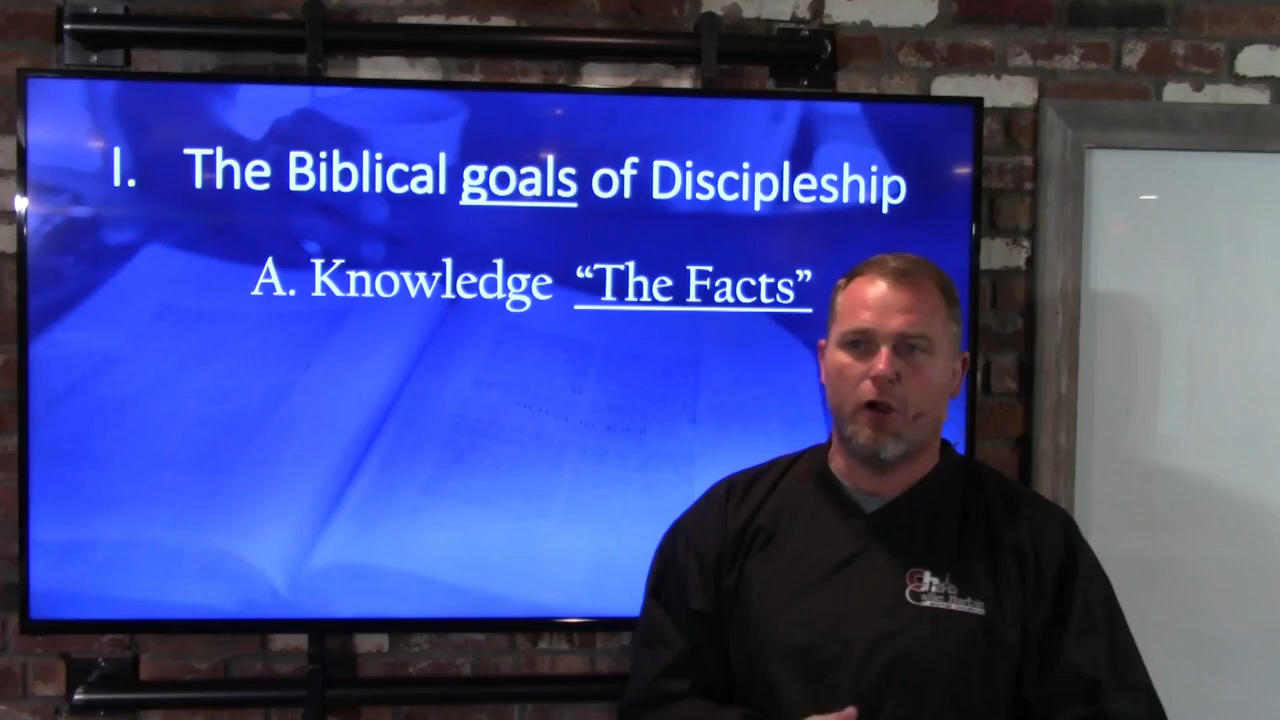 I. The Biblical goals of Discipleship
A. Knowledge “The Facts”